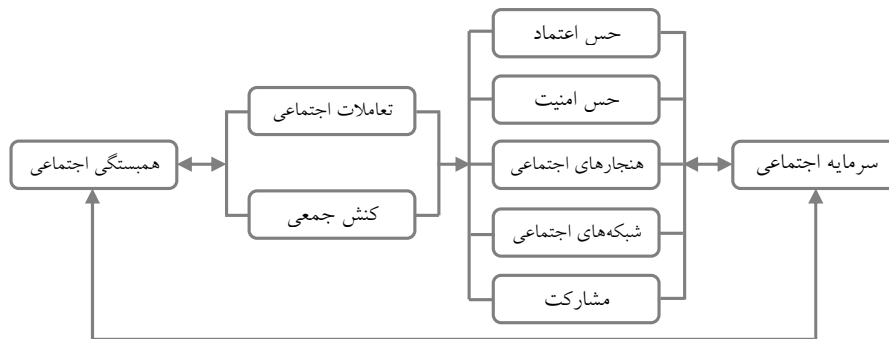 حس اعتماد
حس امنیت
تعاملات اجتماعی
سرمایه اجتماعی
هنجارهای اجتماعی
همبستگی اجتماعی
کنش جمعی
شبکه‌های اجتماعی
مشارکت